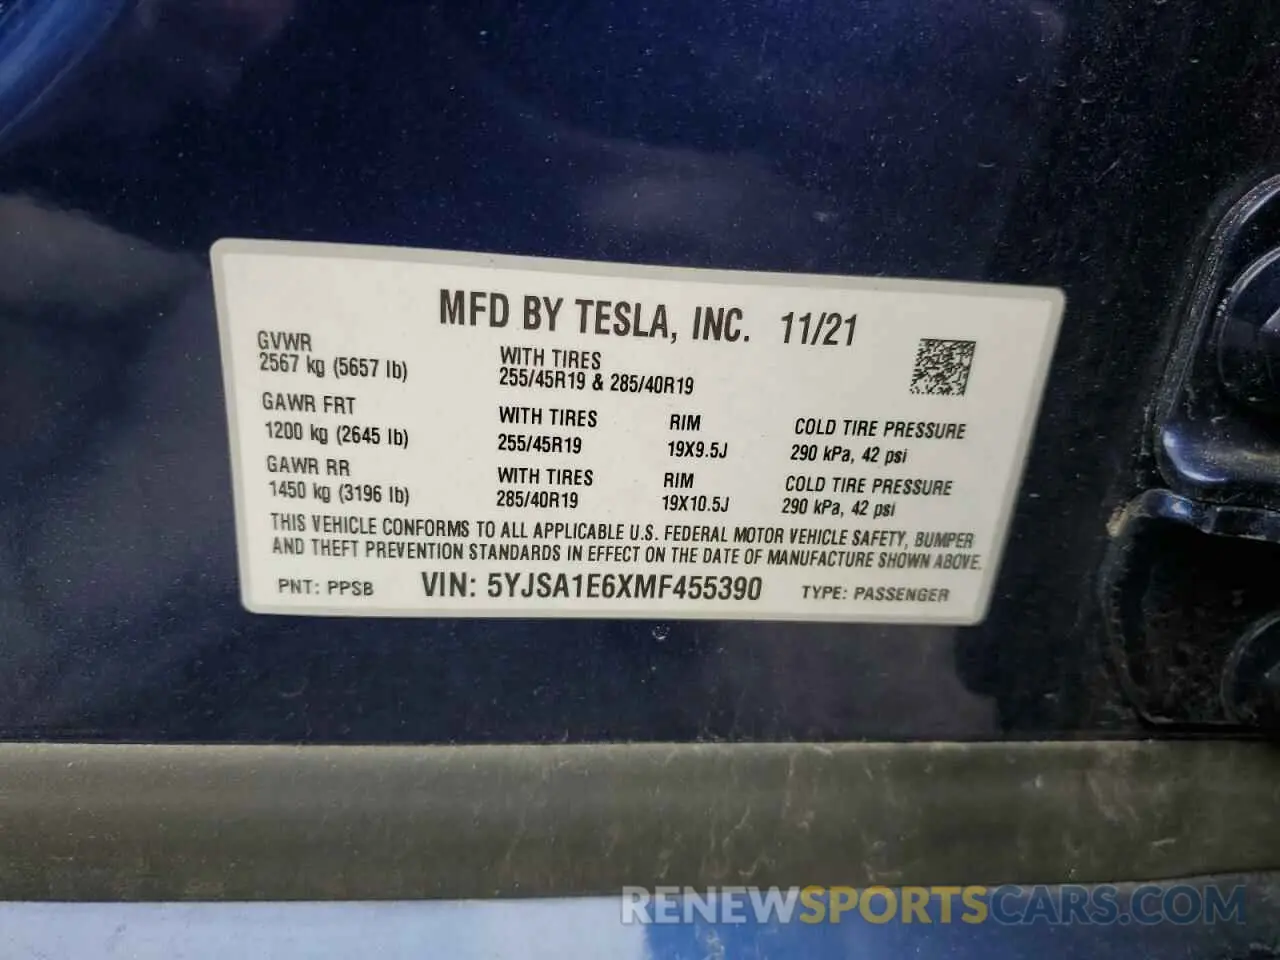 MFD BY TESLA, INC. 11/21
GVWR
2567 kg (5657 lb)
WITH TIRES
255/45R19 & 285/40R19
GAWR FRT
1200 kg (2645 lb)
WITH TIRES
255/45R19
RIM
19X9.5J
COLD TIRE PRESSURE
290 kPa, 42 psi
GAWR RR
1450 kg (3196 lb)
WITH TIRES
285/40R19
RIM
19X10.5J
COLD TIRE PRESSURE
290 kPa, 42 psi
THIS VEHICLE CONFORMS TO ALL APPLICABLE U.S. FEDERAL MOTOR VEHICLE SAFETY, BUMPER
AND THEFT PREVENTION STANDARDS IN EFFECT ON THE DATE OF MANUFACTURE SHOWN ABOVE.
PNT: PPSB VIN: 5YJSA1E6XMF455390 TYPE: PASSENGER
RENEWSPORTSCARS.COM